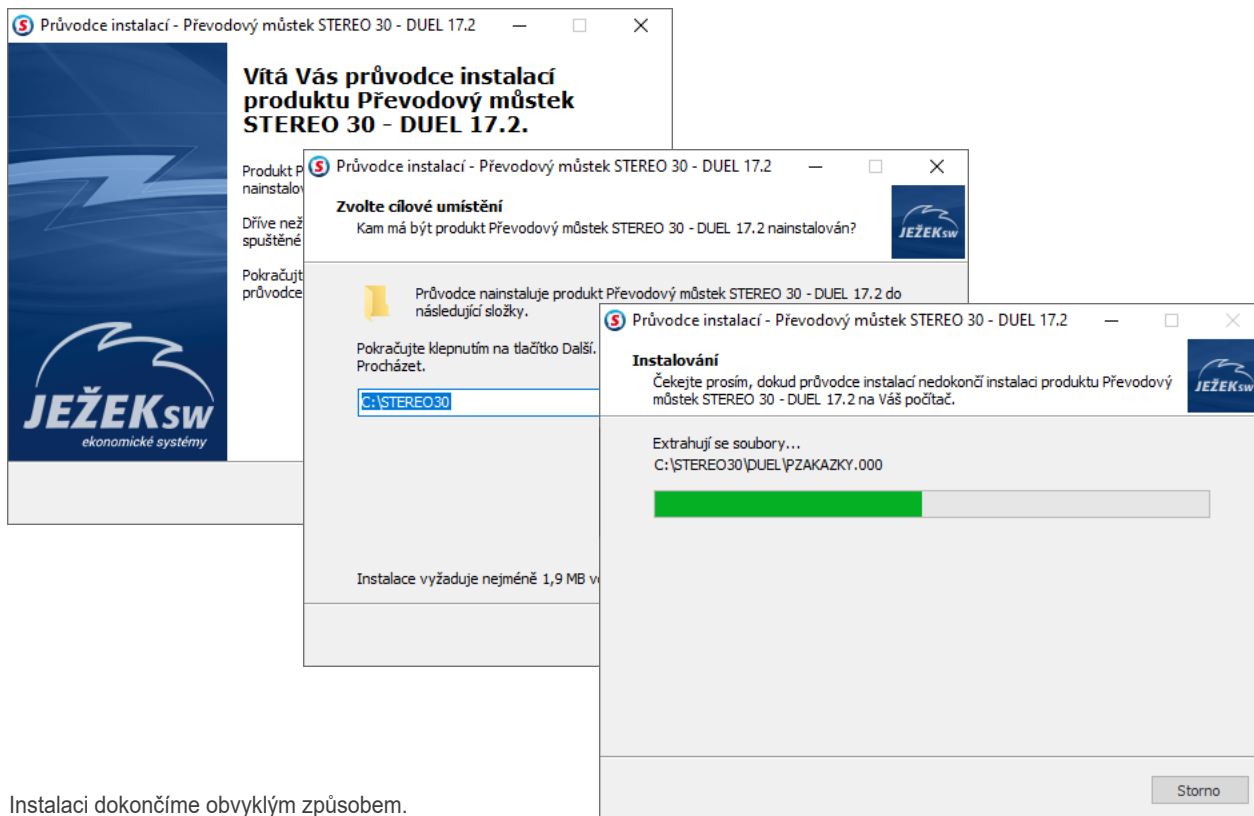 Průvodce instalací - Převodový můstek STEREO 30 - DUEL 17.2
Vítá Vás průvodce instalací
produktu Převodový můstek
STEREO 30 - DUEL 17.2.
Produkt P
nainstalov
Dříve než
spuštěné
Pokračujt
průvodce
JEŽEKSW
ekonomické systémy
Průvodce instalací - Převodový můstek STEREO 30 - DUEL 17.2
Zvolte cílové umístění
Kam má být produkt Převodový můstek STEREO 30 - DUEL 17.2 nainstalován?
JEŽEKSW
Průvodce nainstaluje produkt Převodový můstek STEREO 30 - DUEL 17.2 do
následující složky.
Pokračujte klepnutím na tlačítko Další.
Procházet.
C:\STEREO30
Instalace vyžaduje nejméně 1,9 MB v
Průvodce instalací - Převodový můstek STEREO 30 - DUEL 17.2
Instalování
Čekejte prosím, dokud průvodce instalací nedokončí instalaci produktu Převodový
můstek STEREO 30 - DUEL 17.2 na Váš počítač.
JEŽEKSW
Extrahují se soubory...
C:\STEREO30\DUEL\PZAKAZKY.000
Storno
Instalaci dokončíme obvyklým způsobem.